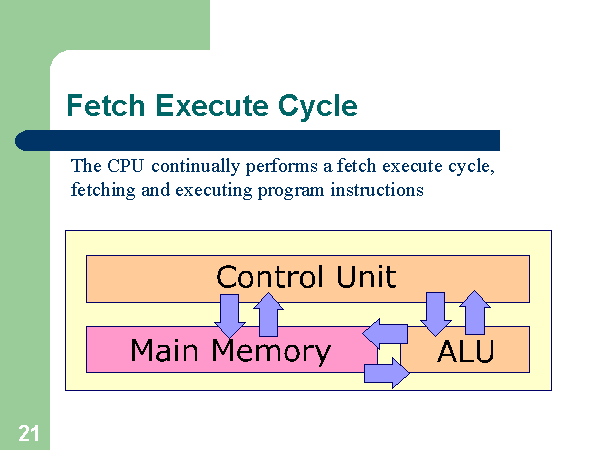 Fetch Execute Cycle
The CPU continually performs a fetch execute cycle,
fetching and executing program instructions
Control Unit
Main Memory
ALU
21